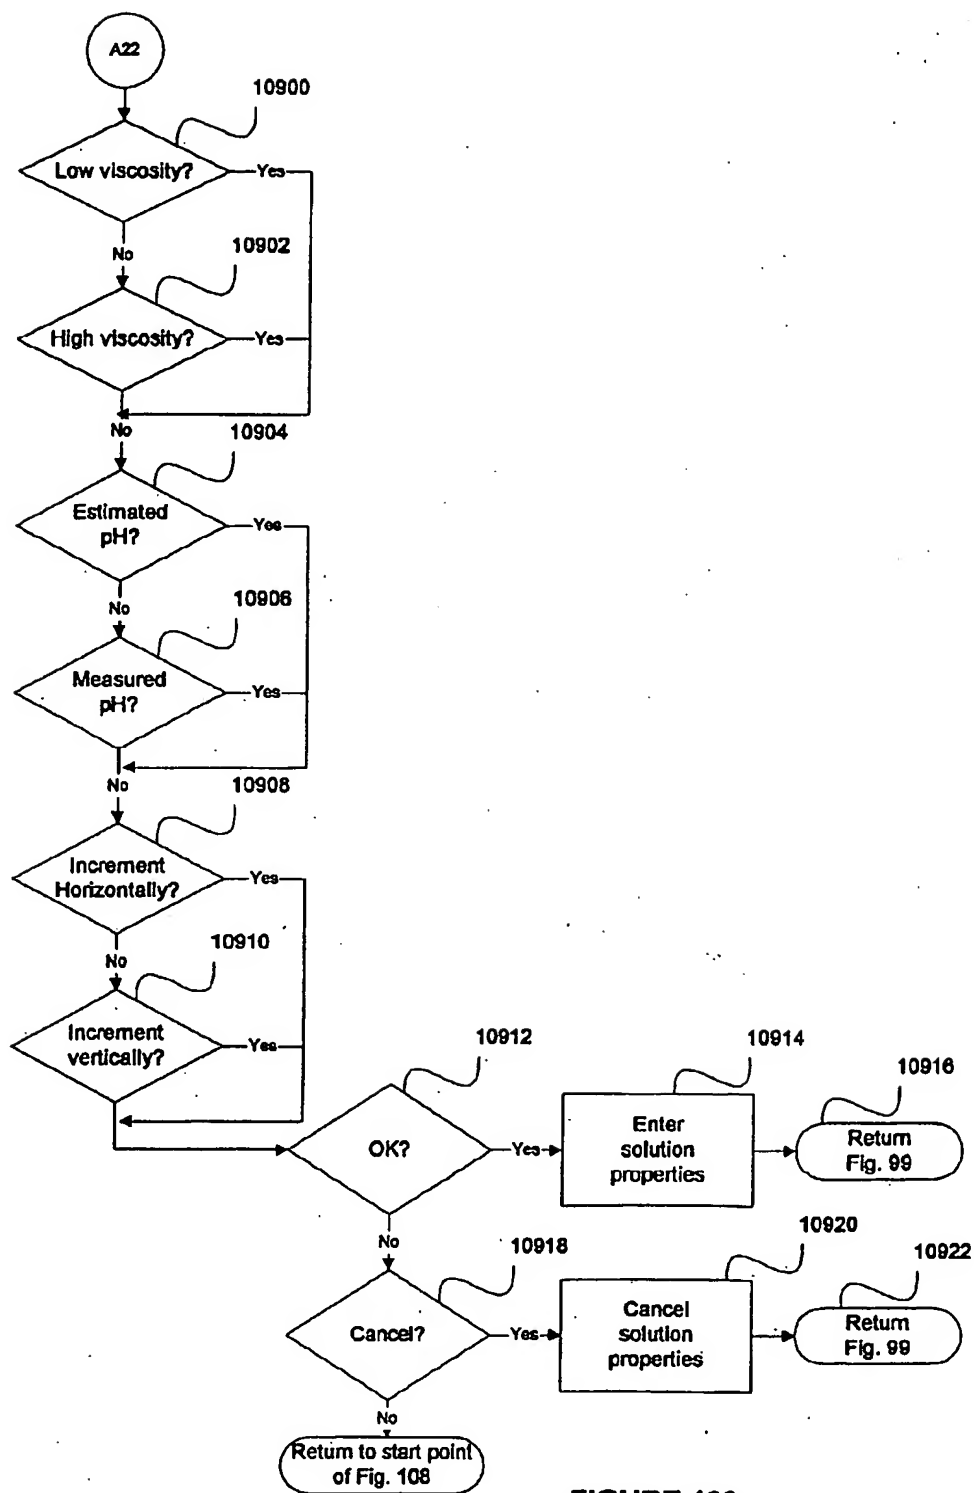 A22
10900
Low viscosity?
Yes
No
10902
High viscosity?
Yes
No
10904
Estimated
pH?
Yes
No
10906
Measured
pH?
Yes
No
10908
Increment
Horizontally?
Yes
No
10910
Increment
vertically?
Yes
10912
OK?
Yes
10914
Enter
solution
properties
10916
Return
Fig. 99
No
10918
Cancel?
Yes
10920
Cancel
solution
properties
10922
Return
Fig. 99
No
Return to start point
of Fig. 108